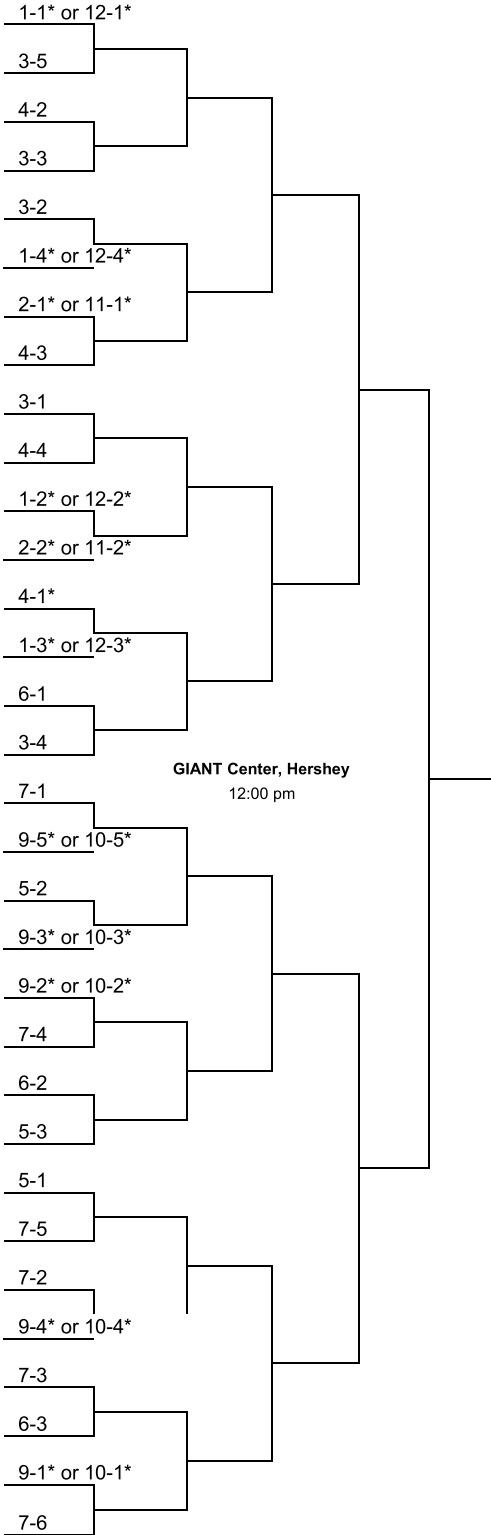 1-1* or 12-1*
3-5
4-2
3-3
3-2
1-4* or 12-4*
2-1* or 11-1*
4-3
3-1
4-4
1-2* or 12-2*
2-2* or 11-2*
4-1*
1-3* or 12-3*
6-1
3-4
GIANT Center, Hershey
12:00 pm
7-1
9-5* or 10-5*
5-2
9-3* or 10-3*
9-2* or 10-2*
7-4
6-2
5-3
5-1
7-5
7-2
9-4* or 10-4*
7-3
6-3
9-1* or 10-1*
7-6